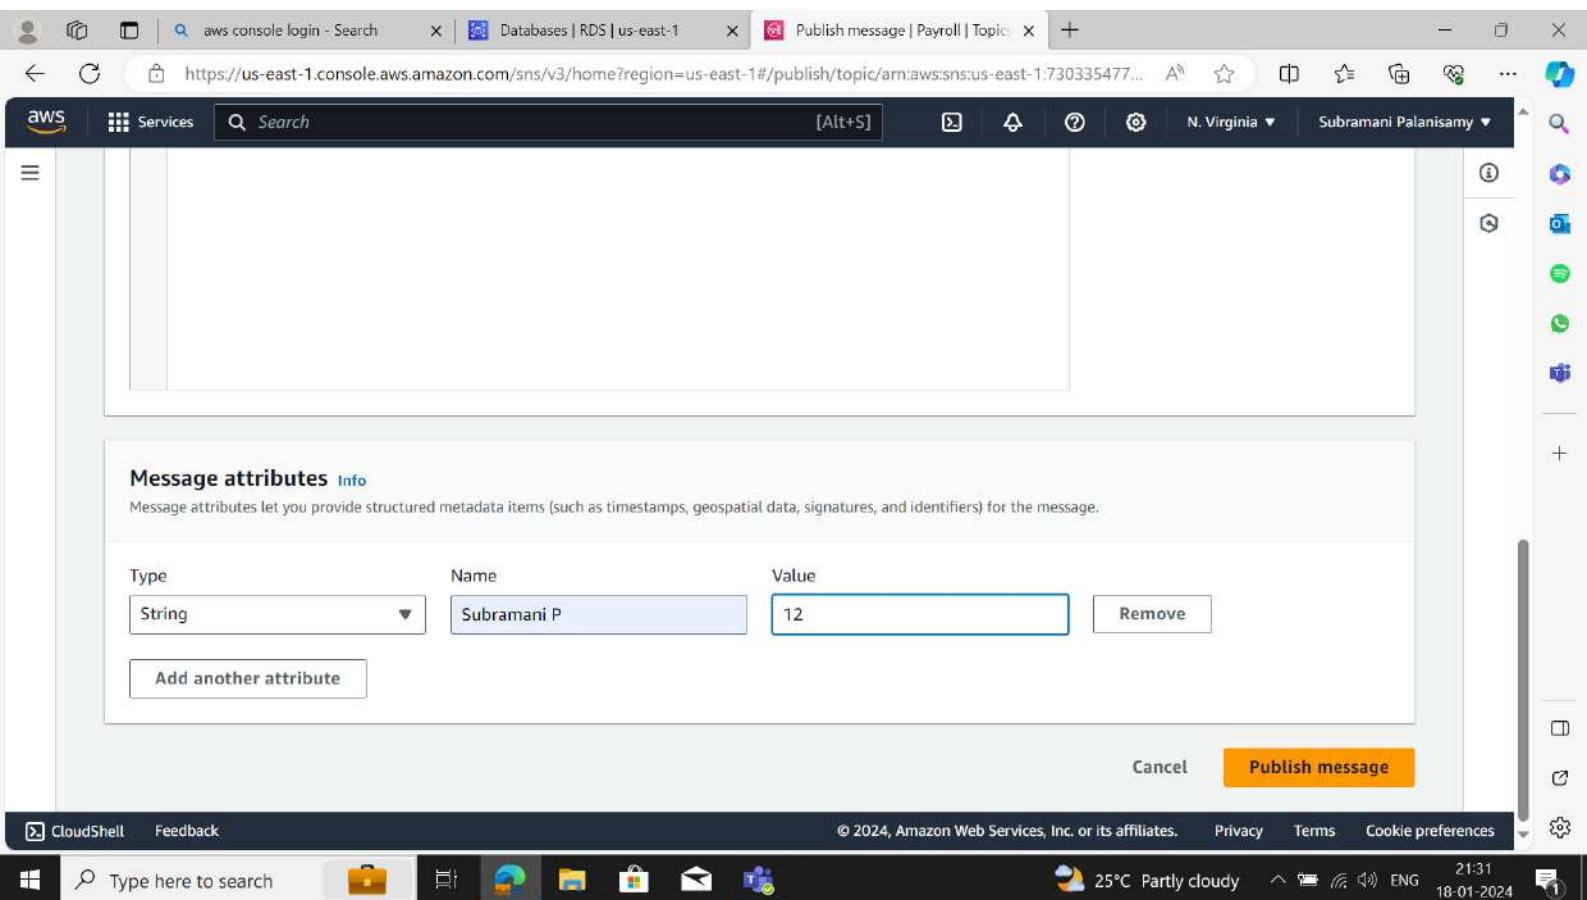 aws console login - Search
Databases | RDS | us-east-1
Publish message | Payroll | Topics
https://us-east-1.console.aws.amazon.com/sns/v3/home?region=us-east-1#/publish/topic/arn:aws:sns:us-east-1:730335477...
aws
Services
Search
[Alt+S]
N. Virginia
Subramani Palanisamy
Message attributes Info
Message attributes let you provide structured metadata items (such as timestamps, geospatial data, signatures, and identifiers) for the message.
Type
Name
Value
String
Subramani P
12
Remove
Add another attribute
Cancel
Publish message
CloudShell
Feedback
© 2024, Amazon Web Services, Inc. or its affiliates.
Privacy
Terms
Cookie preferences
Type here to search
25°C Partly cloudy
ENG
21:31
18-01-2024
1